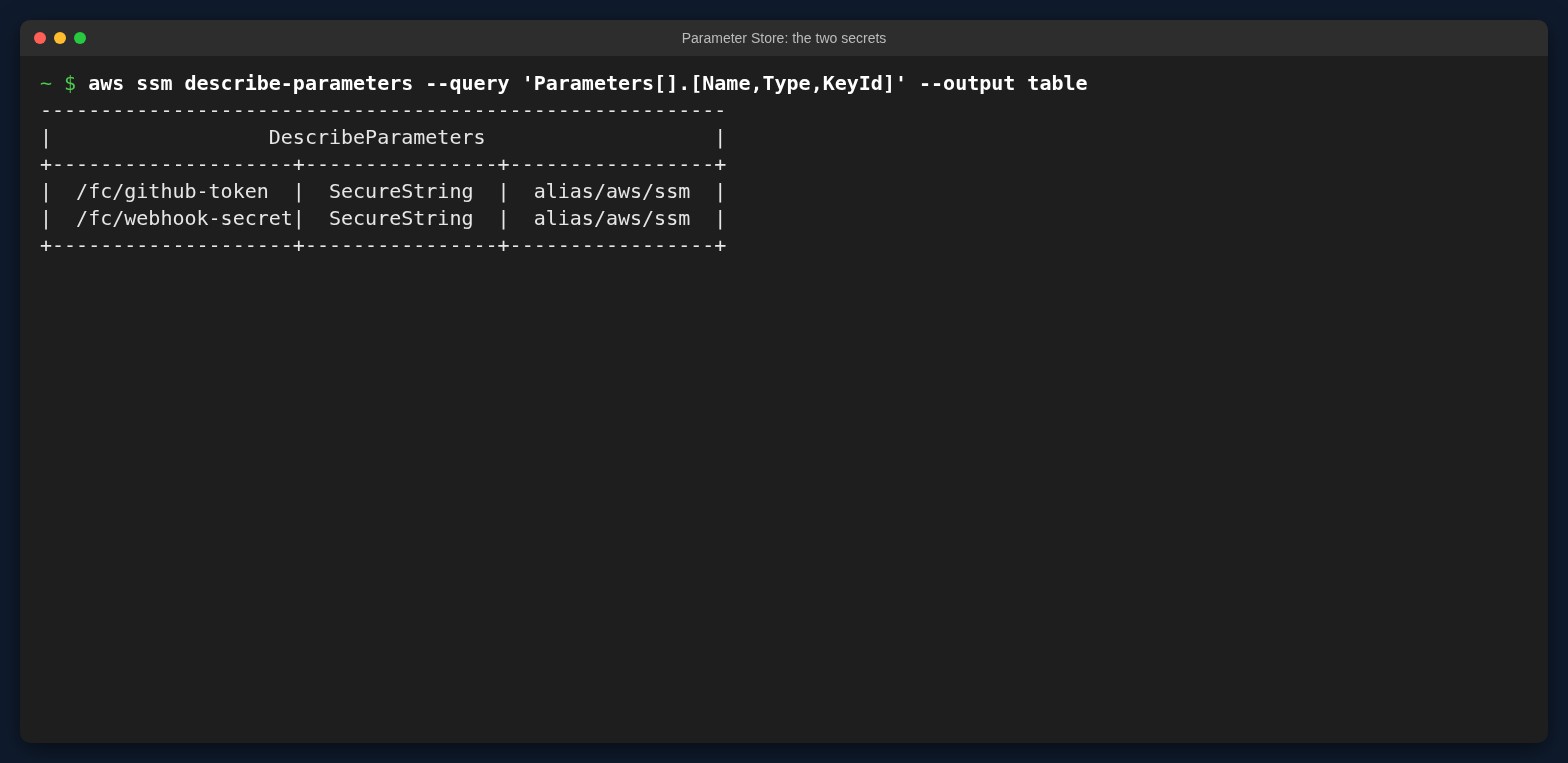 Parameter Store: the two secrets
~ $ aws ssm describe-parameters --query 'Parameters[].[Name,Type,KeyId]' --output table
---------------------------------------------------------
|                  DescribeParameters                   |
+--------------------+----------------+-----------------+
|  /fc/github-token  |  SecureString  |  alias/aws/ssm  |
|  /fc/webhook-secret|  SecureString  |  alias/aws/ssm  |
+--------------------+----------------+-----------------+